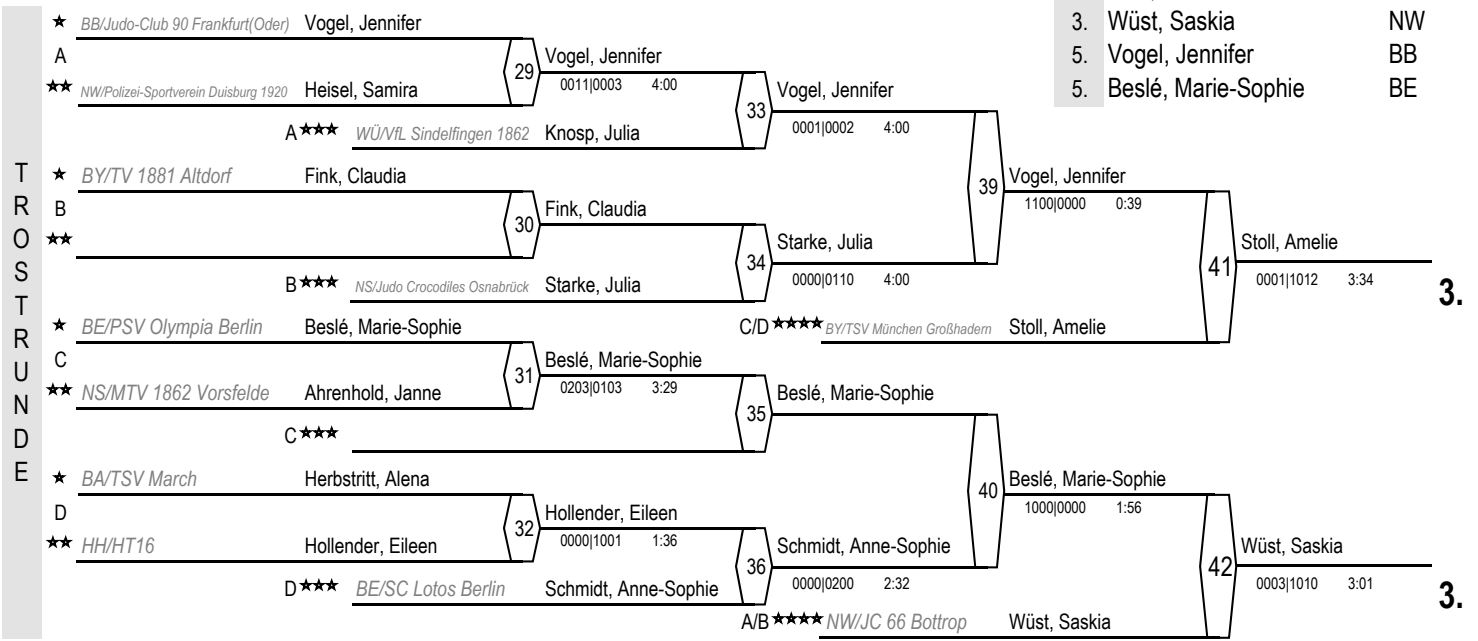 3. Wüst, Saskia NW
5. Vogel, Jennifer BB
5. Beslé, Marie-Sophie BE
TROSTRUNDE
★ BB/Judo-Club 90 Frankfurt(Oder) Vogel, Jennifer
A
★★ NW/Polizei-Sportverein Duisburg 1920 Heisel, Samira
29
Vogel, Jennifer
0011|0003 4:00
A ★★★ WÜ/VfL Sindelfingen 1862 Knosp, Julia
33
Vogel, Jennifer
0001|0002 4:00
★ BY/TV 1881 Altdorf Fink, Claudia
B
★★
30
Fink, Claudia
B ★★★ NS/Judo Crocodiles Osnabrück Starke, Julia
34
Starke, Julia
0000|0110 4:00
39
Vogel, Jennifer
1100|0000 0:39
C/D ★★★★ BY/TSV München Großhadern Stoll, Amelie
41
Stoll, Amelie
0001|1012 3:34
3.
★ BE/PSV Olympia Berlin Beslé, Marie-Sophie
C
★★ NS/MTV 1862 Vorsfelde Ahrenhold, Janne
31
Beslé, Marie-Sophie
0203|0103 3:29
C ★★★
35
Beslé, Marie-Sophie
★ BA/TSV March Herbstritt, Alena
D
★★ HH/HT16 Hollender, Eileen
32
Hollender, Eileen
0000|1001 1:36
D ★★★ BE/SC Lotos Berlin Schmidt, Anne-Sophie
36
Schmidt, Anne-Sophie
0000|0200 2:32
40
Beslé, Marie-Sophie
1000|0000 1:56
A/B ★★★★ NW/JC 66 Bottrop Wüst, Saskia
42
Wüst, Saskia
0003|1010 3:01
3.